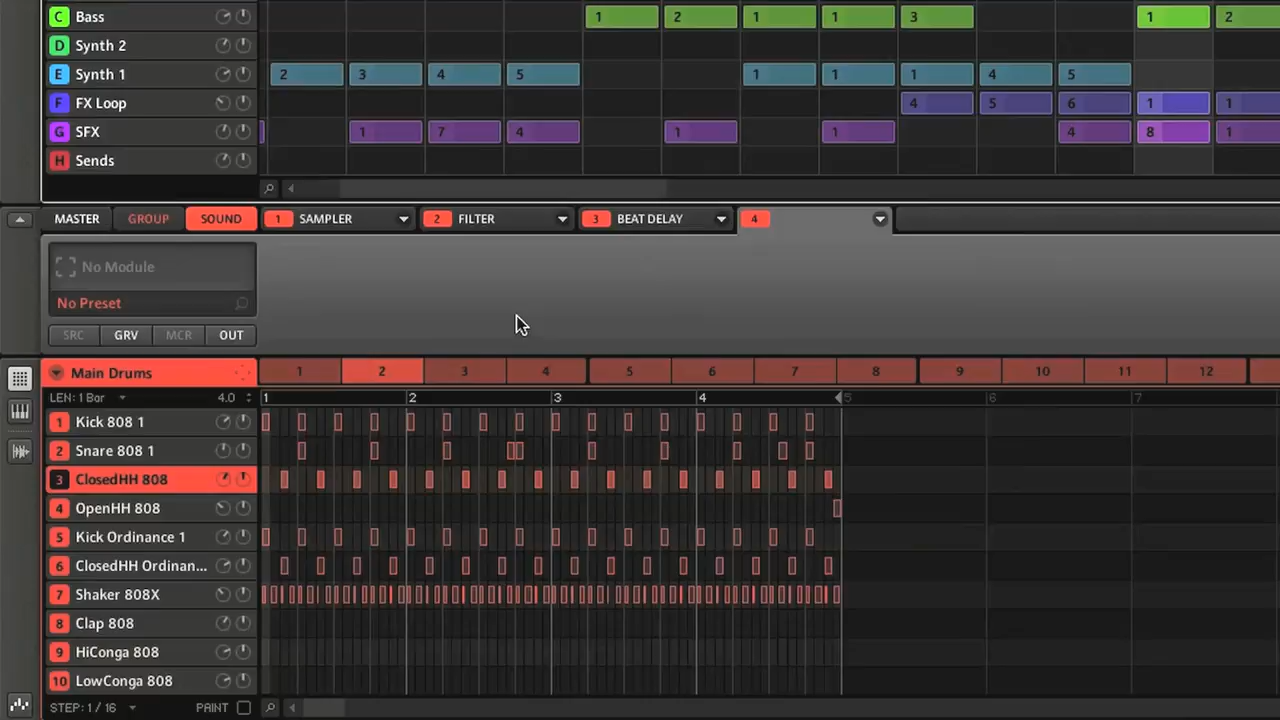 C Bass 1 2 1 1 3 1 2
D Synth 2
E Synth 1 2 3 4 5 1 1 1 4 5
F FX Loop 4 5 6 1 1
G SFX 1 7 4 1 1 4 8 1
H Sends
MASTER GROUP SOUND 1 SAMPLER 2 FILTER 3 BEAT DELAY 4
No Module
No Preset
SRC GRV MCR OUT
Main Drums 1 2 3 4 5 6 7 8 9 10 11 12
LEN: 1 Bar 4.0 1 2 3 4 5 6 7
1 Kick 808 1
2 Snare 808 1
3 ClosedHH 808
4 OpenHH 808
5 Kick Ordinance 1
6 ClosedHH Ordinan...
7 Shaker 808X
8 Clap 808
9 HiConga 808
10 LowConga 808
STEP: 1 / 16 PAINT